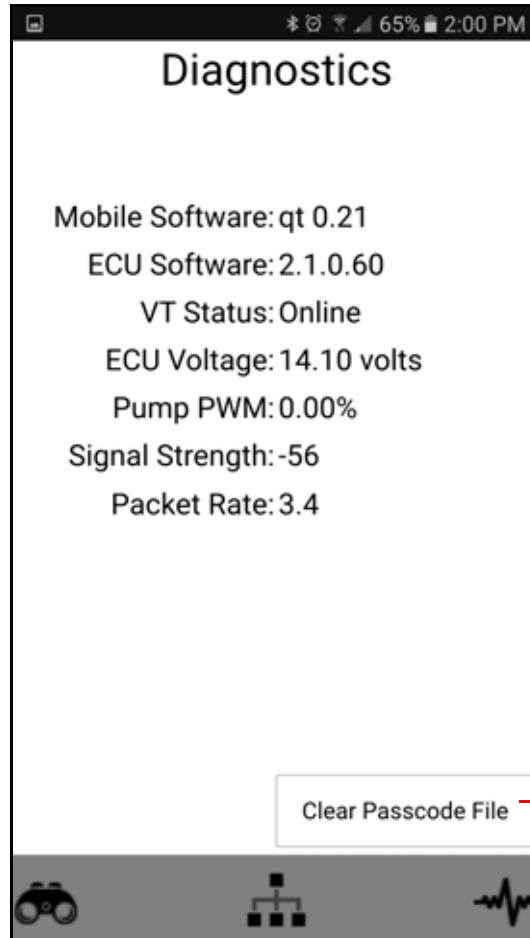 65% 2:00 PM
Diagnostics
Mobile Software: qt 0.21
ECU Software: 2.1.0.60
VT Status: Online
ECU Voltage: 14.10 volts
Pump PWM: 0.00%
Signal Strength: -56
Packet Rate: 3.4
Clear Passcode File